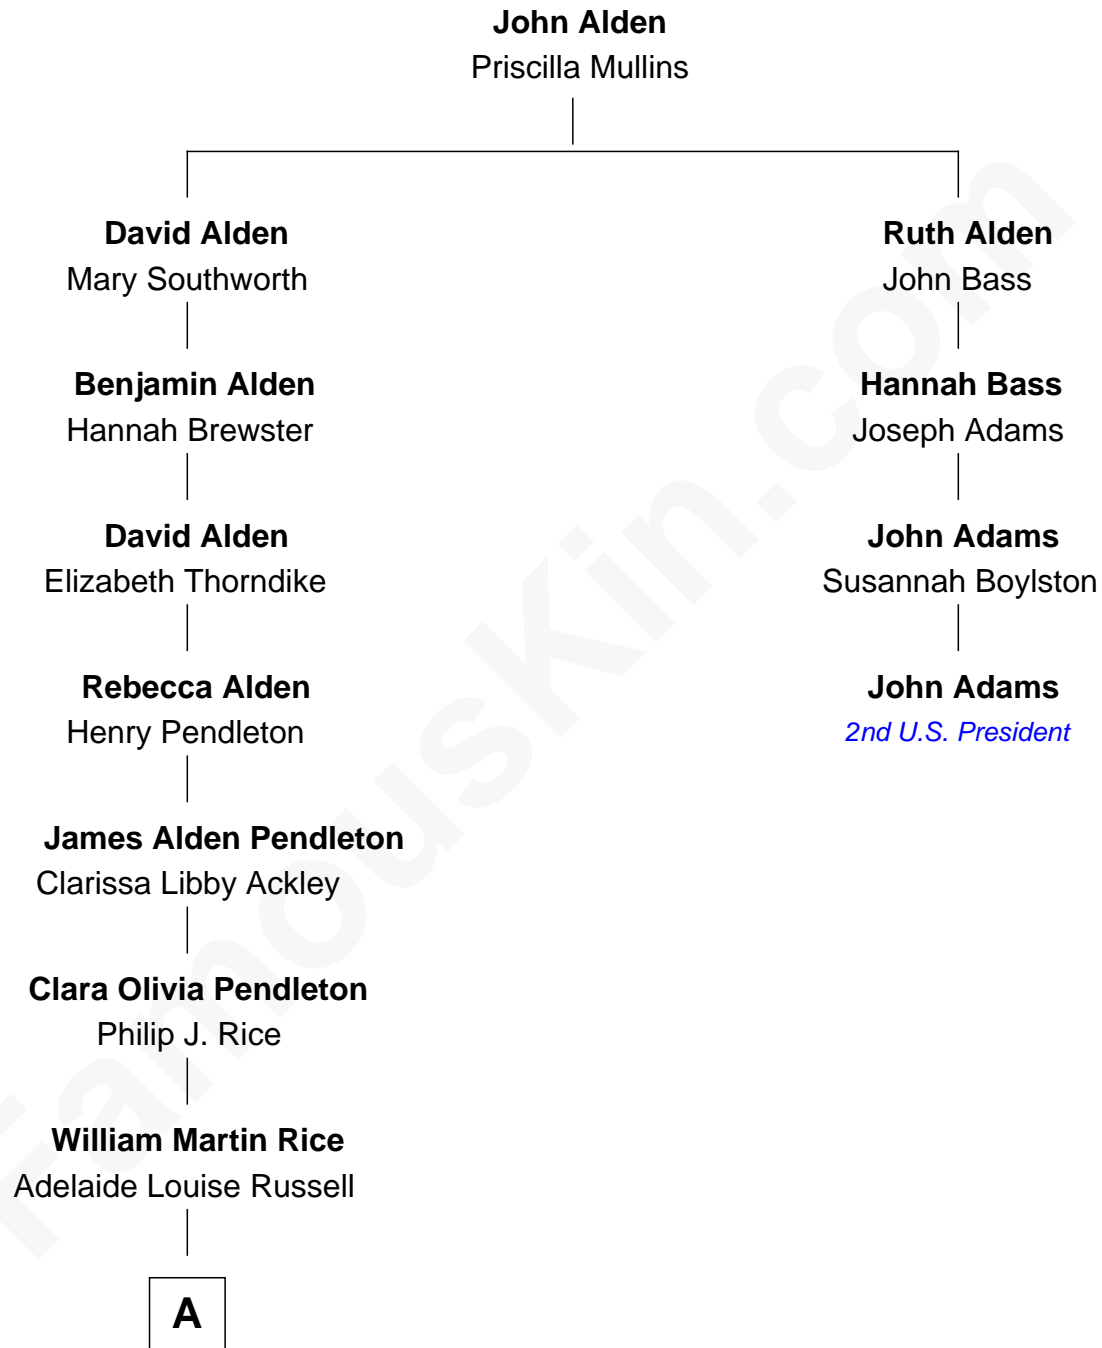 John Alden
Priscilla Mullins
David Alden
Mary Southworth
Ruth Alden
John Bass
Benjamin Alden
Hannah Brewster
Hannah Bass
Joseph Adams
David Alden
Elizabeth Thorndike
John Adams
Susannah Boylston
Rebecca Alden
Henry Pendleton
John Adams
2nd U.S. President
James Alden Pendleton
Clarissa Libby Ackley
Clara Olivia Pendleton
Philip J. Rice
William Martin Rice
Adelaide Louise Russell
A
FamousKin.com